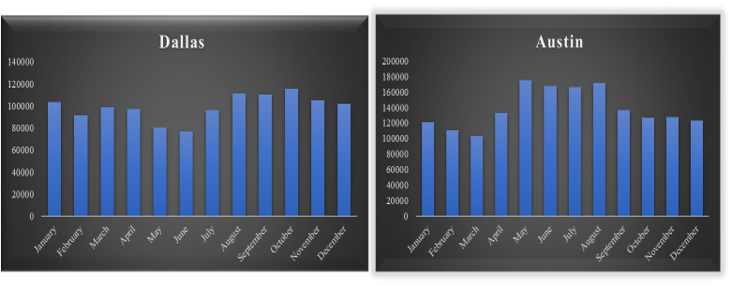 Dallas
140000
120000
100000
80000
60000
40000
20000
0
January
February
March
April
May
June
July
August
September
October
November
December
Austin
200000
180000
160000
140000
120000
100000
80000
60000
40000
20000
0
January
February
March
April
May
June
July
August
September
October
November
December